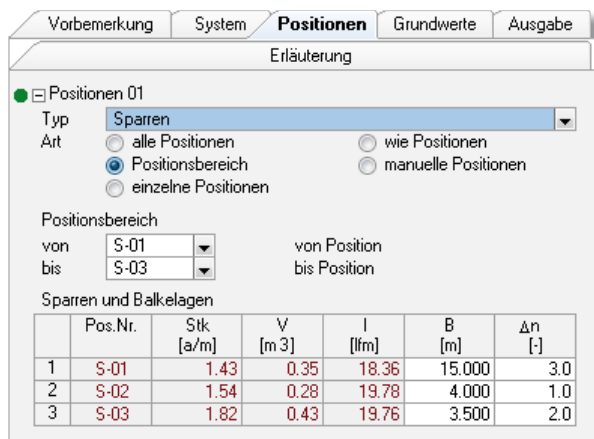 Vorbemerkung System Positionen Grundwerte Ausgabe
Erläuterung
Positionen 01
Typ Sparren
Art alle Positionen wie Positionen
Positionsbereich manuelle Positionen
einzelne Positionen
Positionsbereich
von S-01 von Position
bis S-03 bis Position
Sparren und Balkelagen
Pos.Nr. Stk V l B Δn
[a/m] [m 3] [lfm] [m] [-]
1 S-01 1.43 0.35 18.36 15.000 3.0
2 S-02 1.54 0.28 19.78 4.000 1.0
3 S-03 1.82 0.43 19.76 3.500 2.0